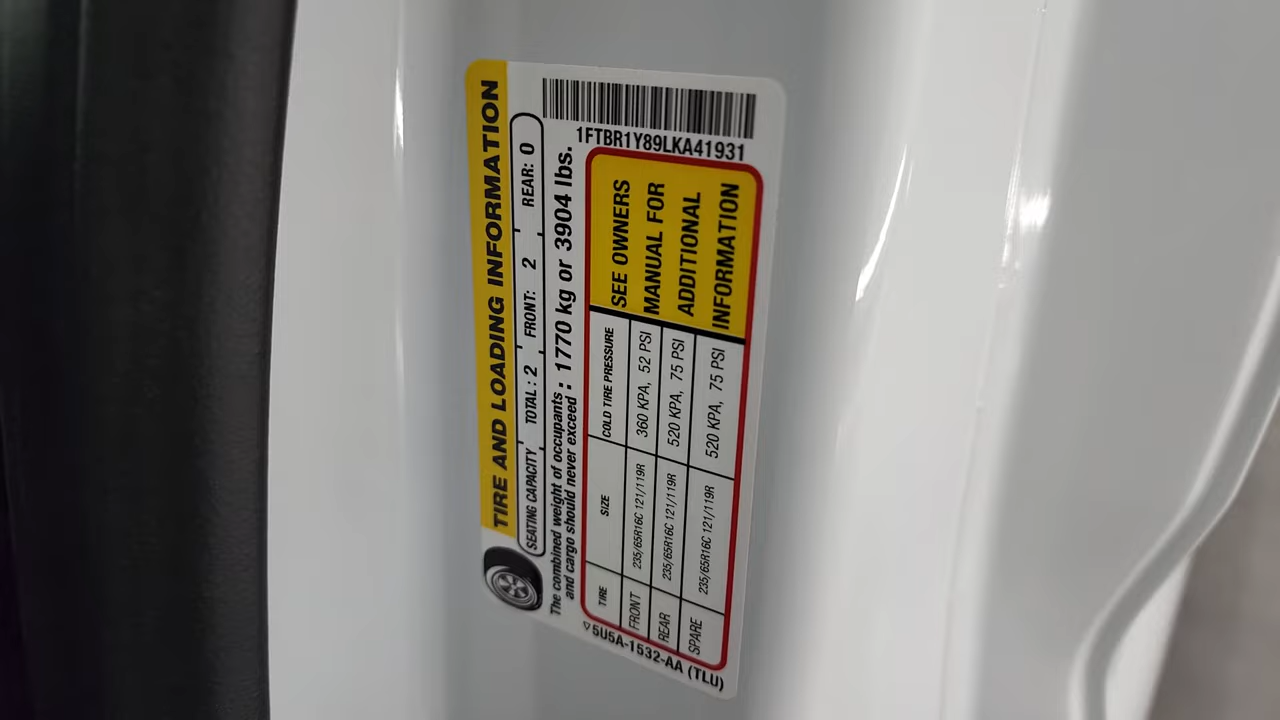 TIRE AND LOADING INFORMATION
SEATING CAPACITY TOTAL: 2 FRONT: 2 REAR: 0
The combined weight of occupants
and cargo should never exceed : 1770 kg or 3904 lbs.
TIRE SIZE COLD TIRE PRESSURE
FRONT 235/65R16C 121/119R 360 KPA, 52 PSI
REAR 235/65R16C 121/119R 520 KPA, 75 PSI
SPARE 235/65R16C 121/119R 520 KPA, 75 PSI
SEE OWNERS
MANUAL FOR
ADDITIONAL
INFORMATION
5U5A-1532-AA (TLU)
1FTBR1Y89LKA41931